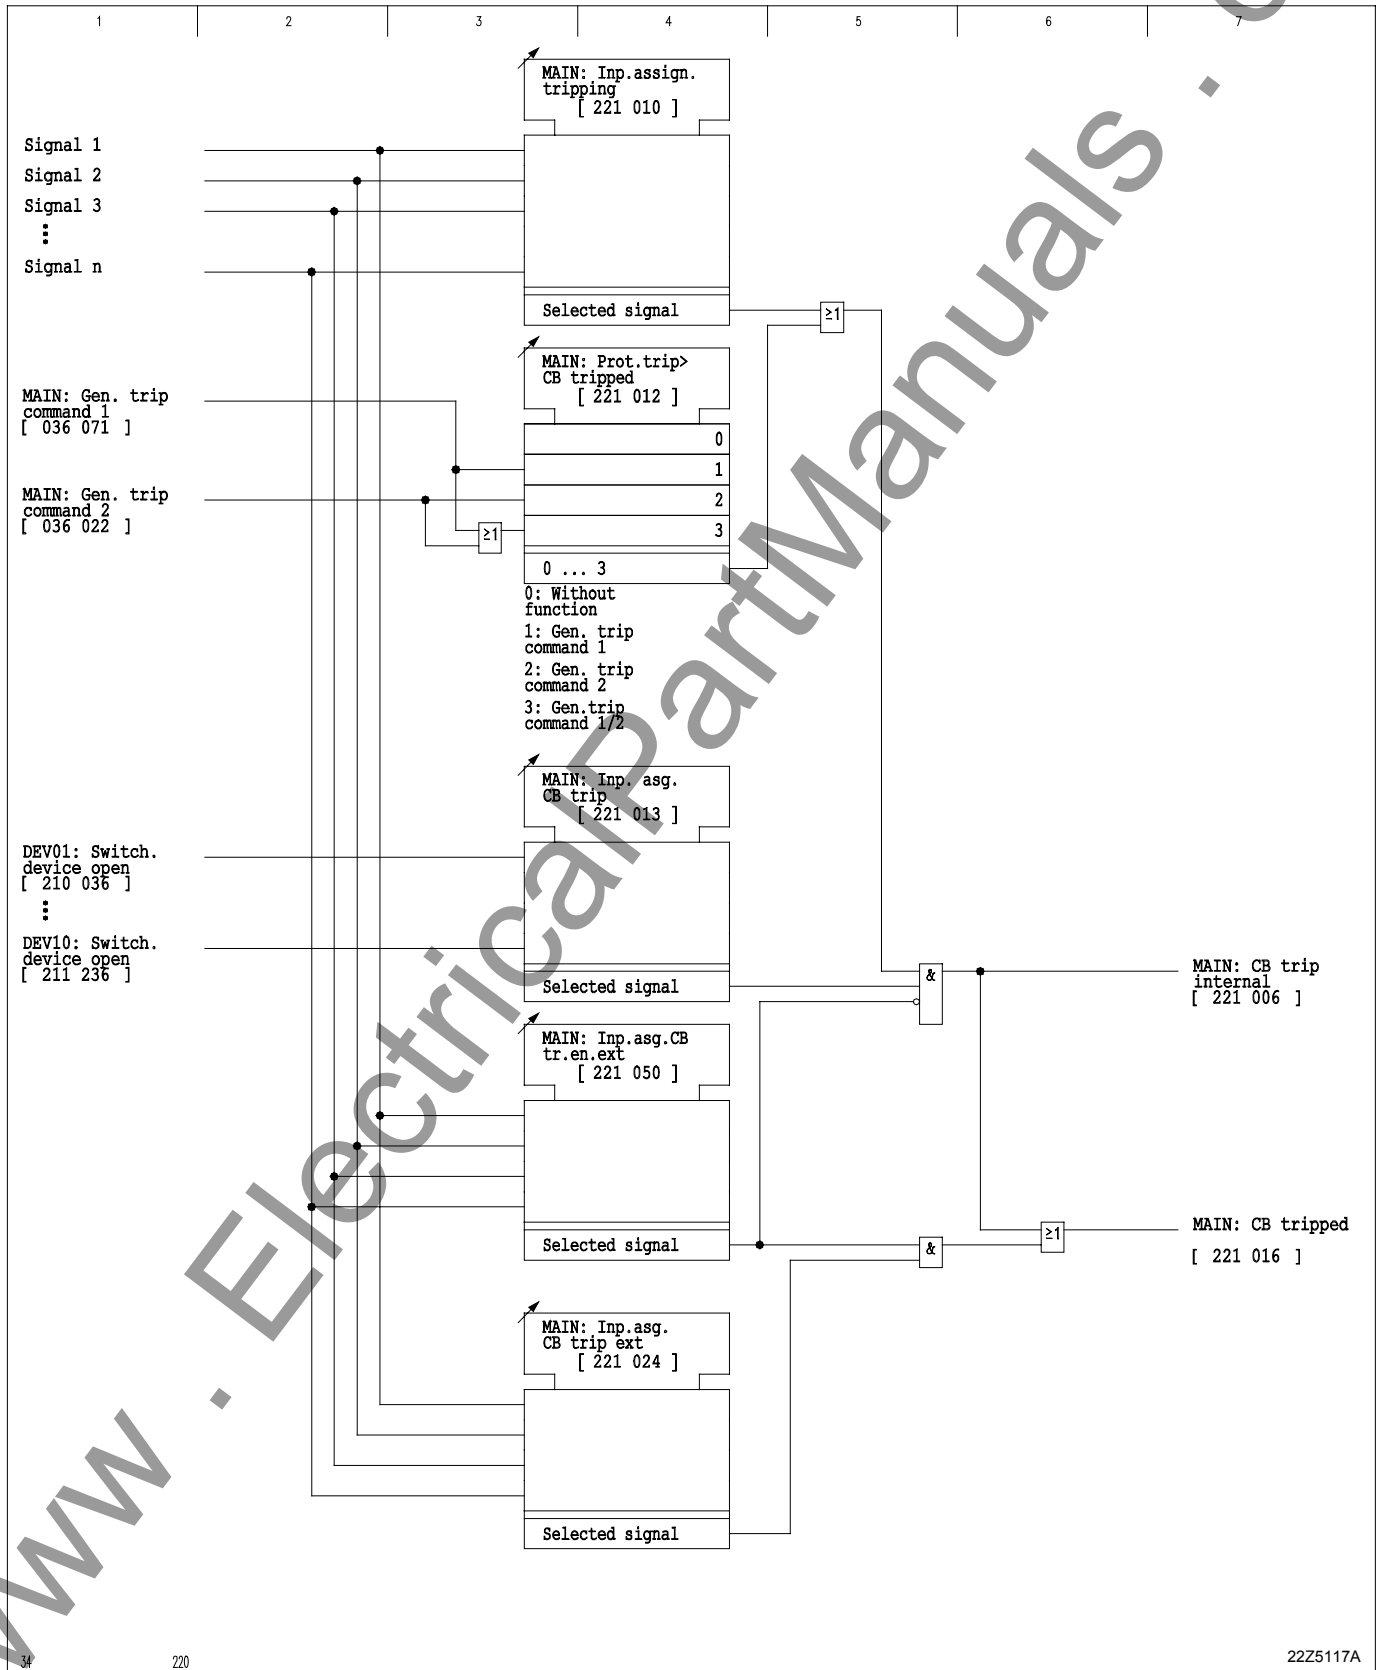 1 2 3 4 5 6 7
MAIN: Inp.assign.
tripping
[ 221 010 ]
Signal 1
Signal 2
Signal 3
Signal n
Selected signal
≥1
MAIN: Prot.trip>
CB tripped
[ 221 012 ]
MAIN: Gen. trip
command 1
[ 036 071 ]
0
1
MAIN: Gen. trip
command 2
[ 036 022 ]
2
≥1
3
0 ... 3
0: Without
function
1: Gen. trip
command 1
2: Gen. trip
command 2
3: Gen.trip
command 1/2
MAIN: Inp. asg.
CB trip
[ 221 013 ]
DEV01: Switch.
device open
[ 210 036 ]
DEV10: Switch.
device open
[ 211 236 ]
Selected signal
&
MAIN: CB trip
internal
[ 221 006 ]
MAIN: Inp.asg.CB
tr.en.ext
[ 221 050 ]
Selected signal
&
≥1
MAIN: CB tripped
[ 221 016 ]
MAIN: Inp.asg.
CB trip ext
[ 221 024 ]
Selected signal
34 220
22Z5117A
www . ElectricalPartManuals . c